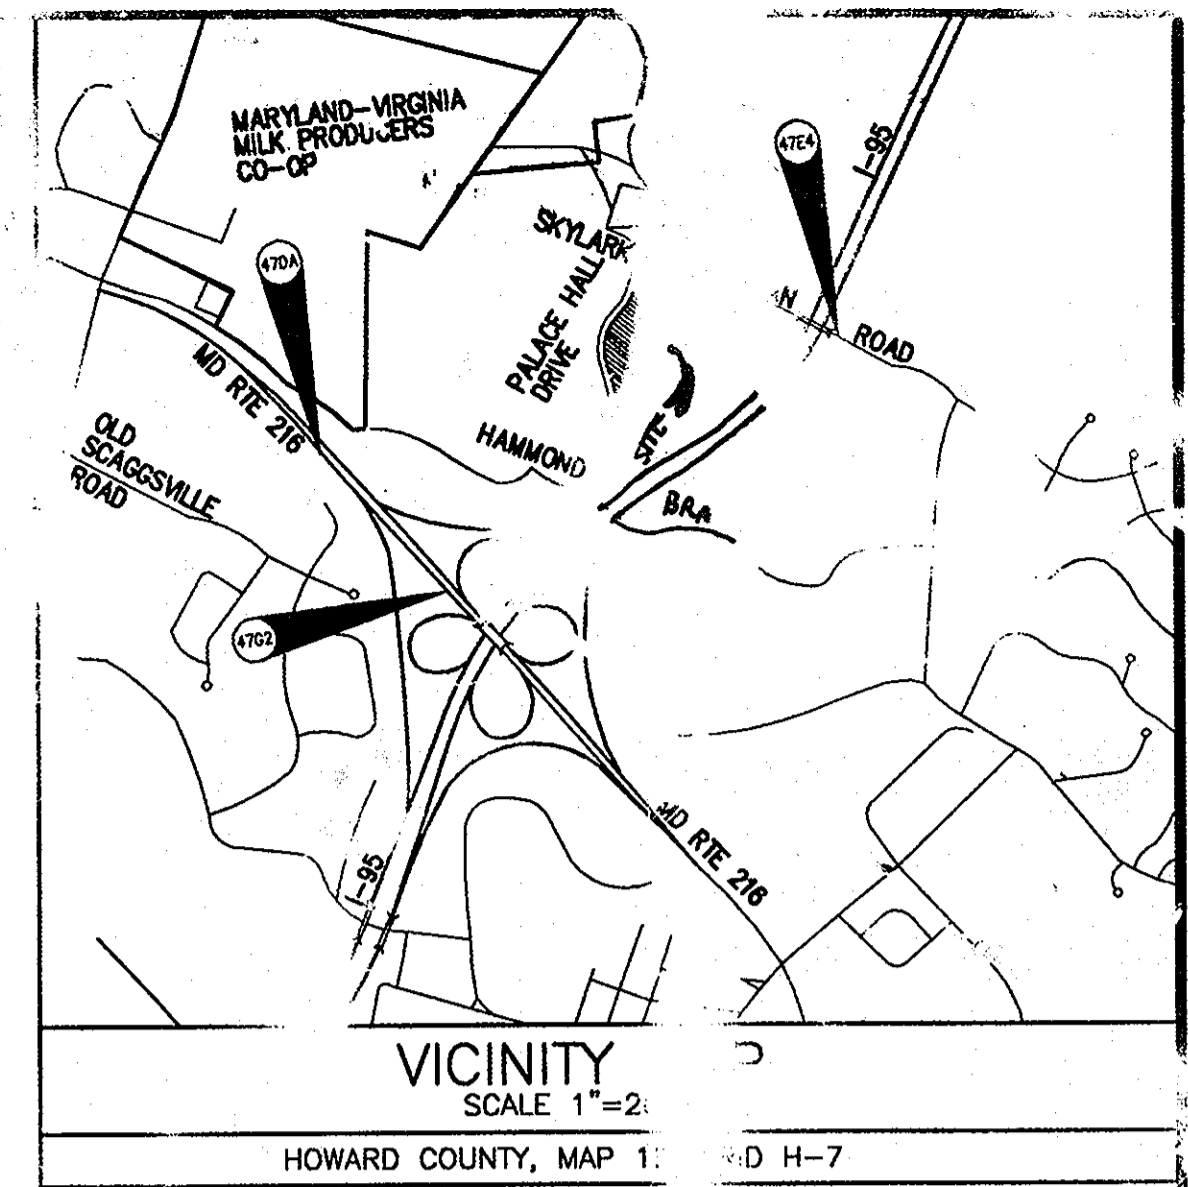 MARYLAND-VIRGINIA
MILK PRODUCERS
CO-OP
47E4
I-95
47DA
SKYLARK
PALACE HALL
DRIVE
ROAD
MD RTE 216
SITE
OLD
SCAGGSVILLE
ROAD
HAMMOND
BRA
47G2
MD RTE 216
I-95
VICINITY
SCALE 1"=2
HOWARD COUNTY, MAP 1 D H-7